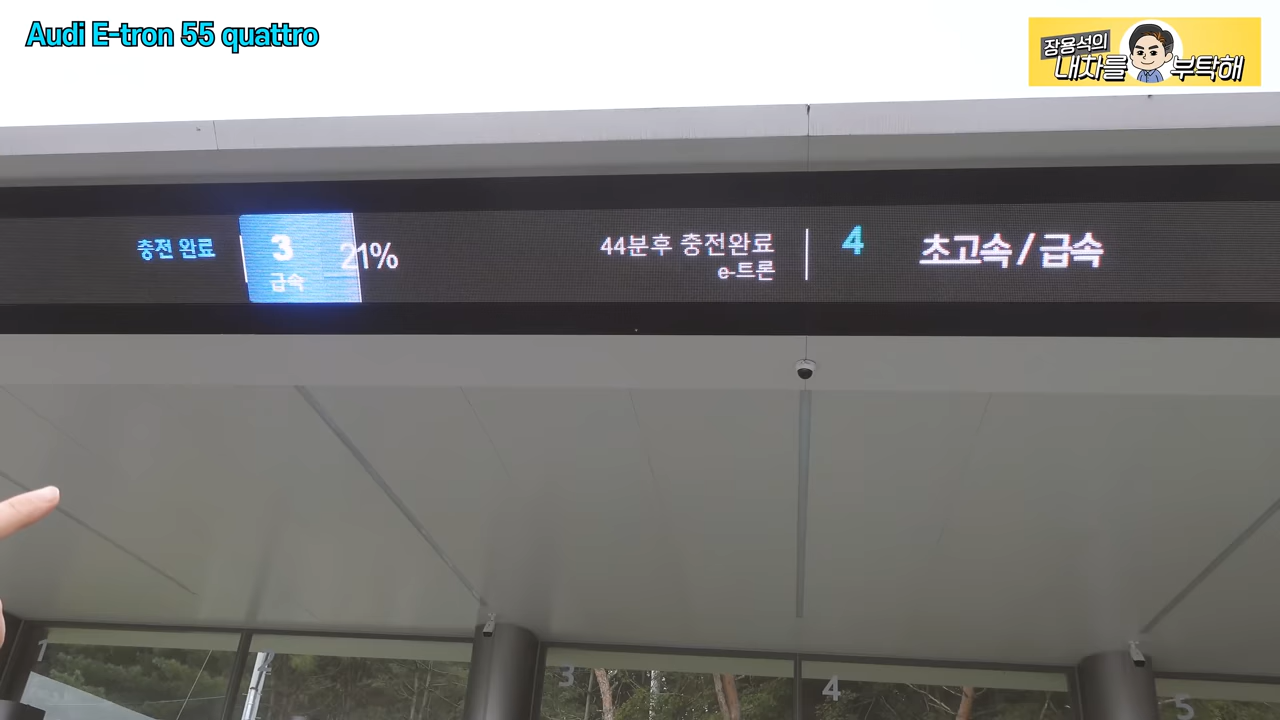 Audi E-tron 55 quattro
장용석의
내차를 부탁해
충전 완료
3
급속
21%
44분후 충전완료
e-트론
4
초고속/급속
1
3
4
5